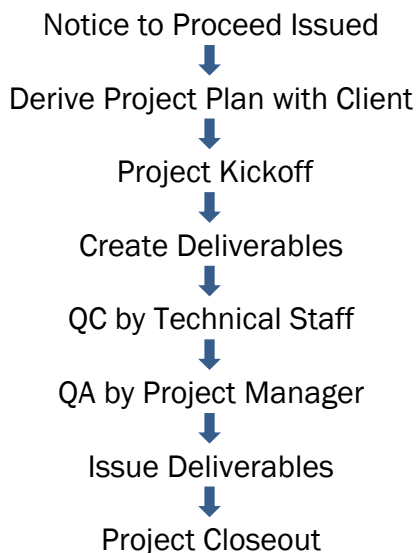 Notice to Proceed Issued
Derive Project Plan with Client
Project Kickoff
Create Deliverables
QC by Technical Staff
QA by Project Manager
Issue Deliverables
Project Closeout